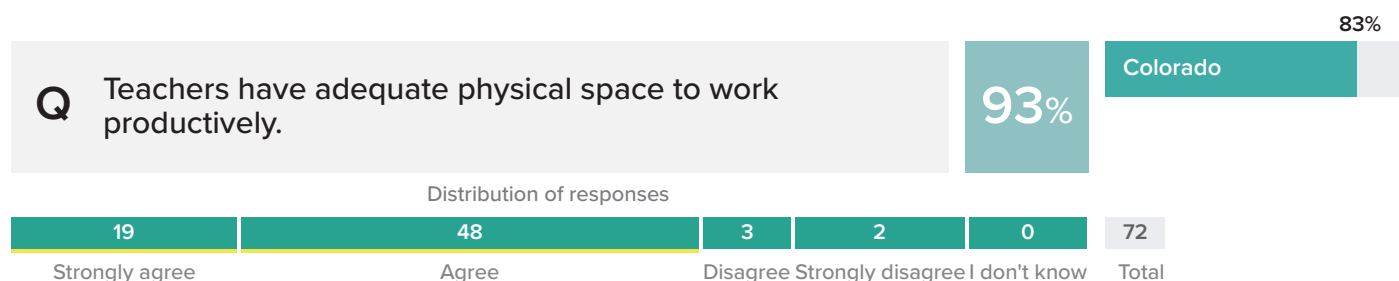 83%
Q
Teachers have adequate physical space to work
productively.
93%
Colorado
Distribution of responses
19 48 3 2 0 72
Strongly agree Agree Disagree Strongly disagree I don't know Total